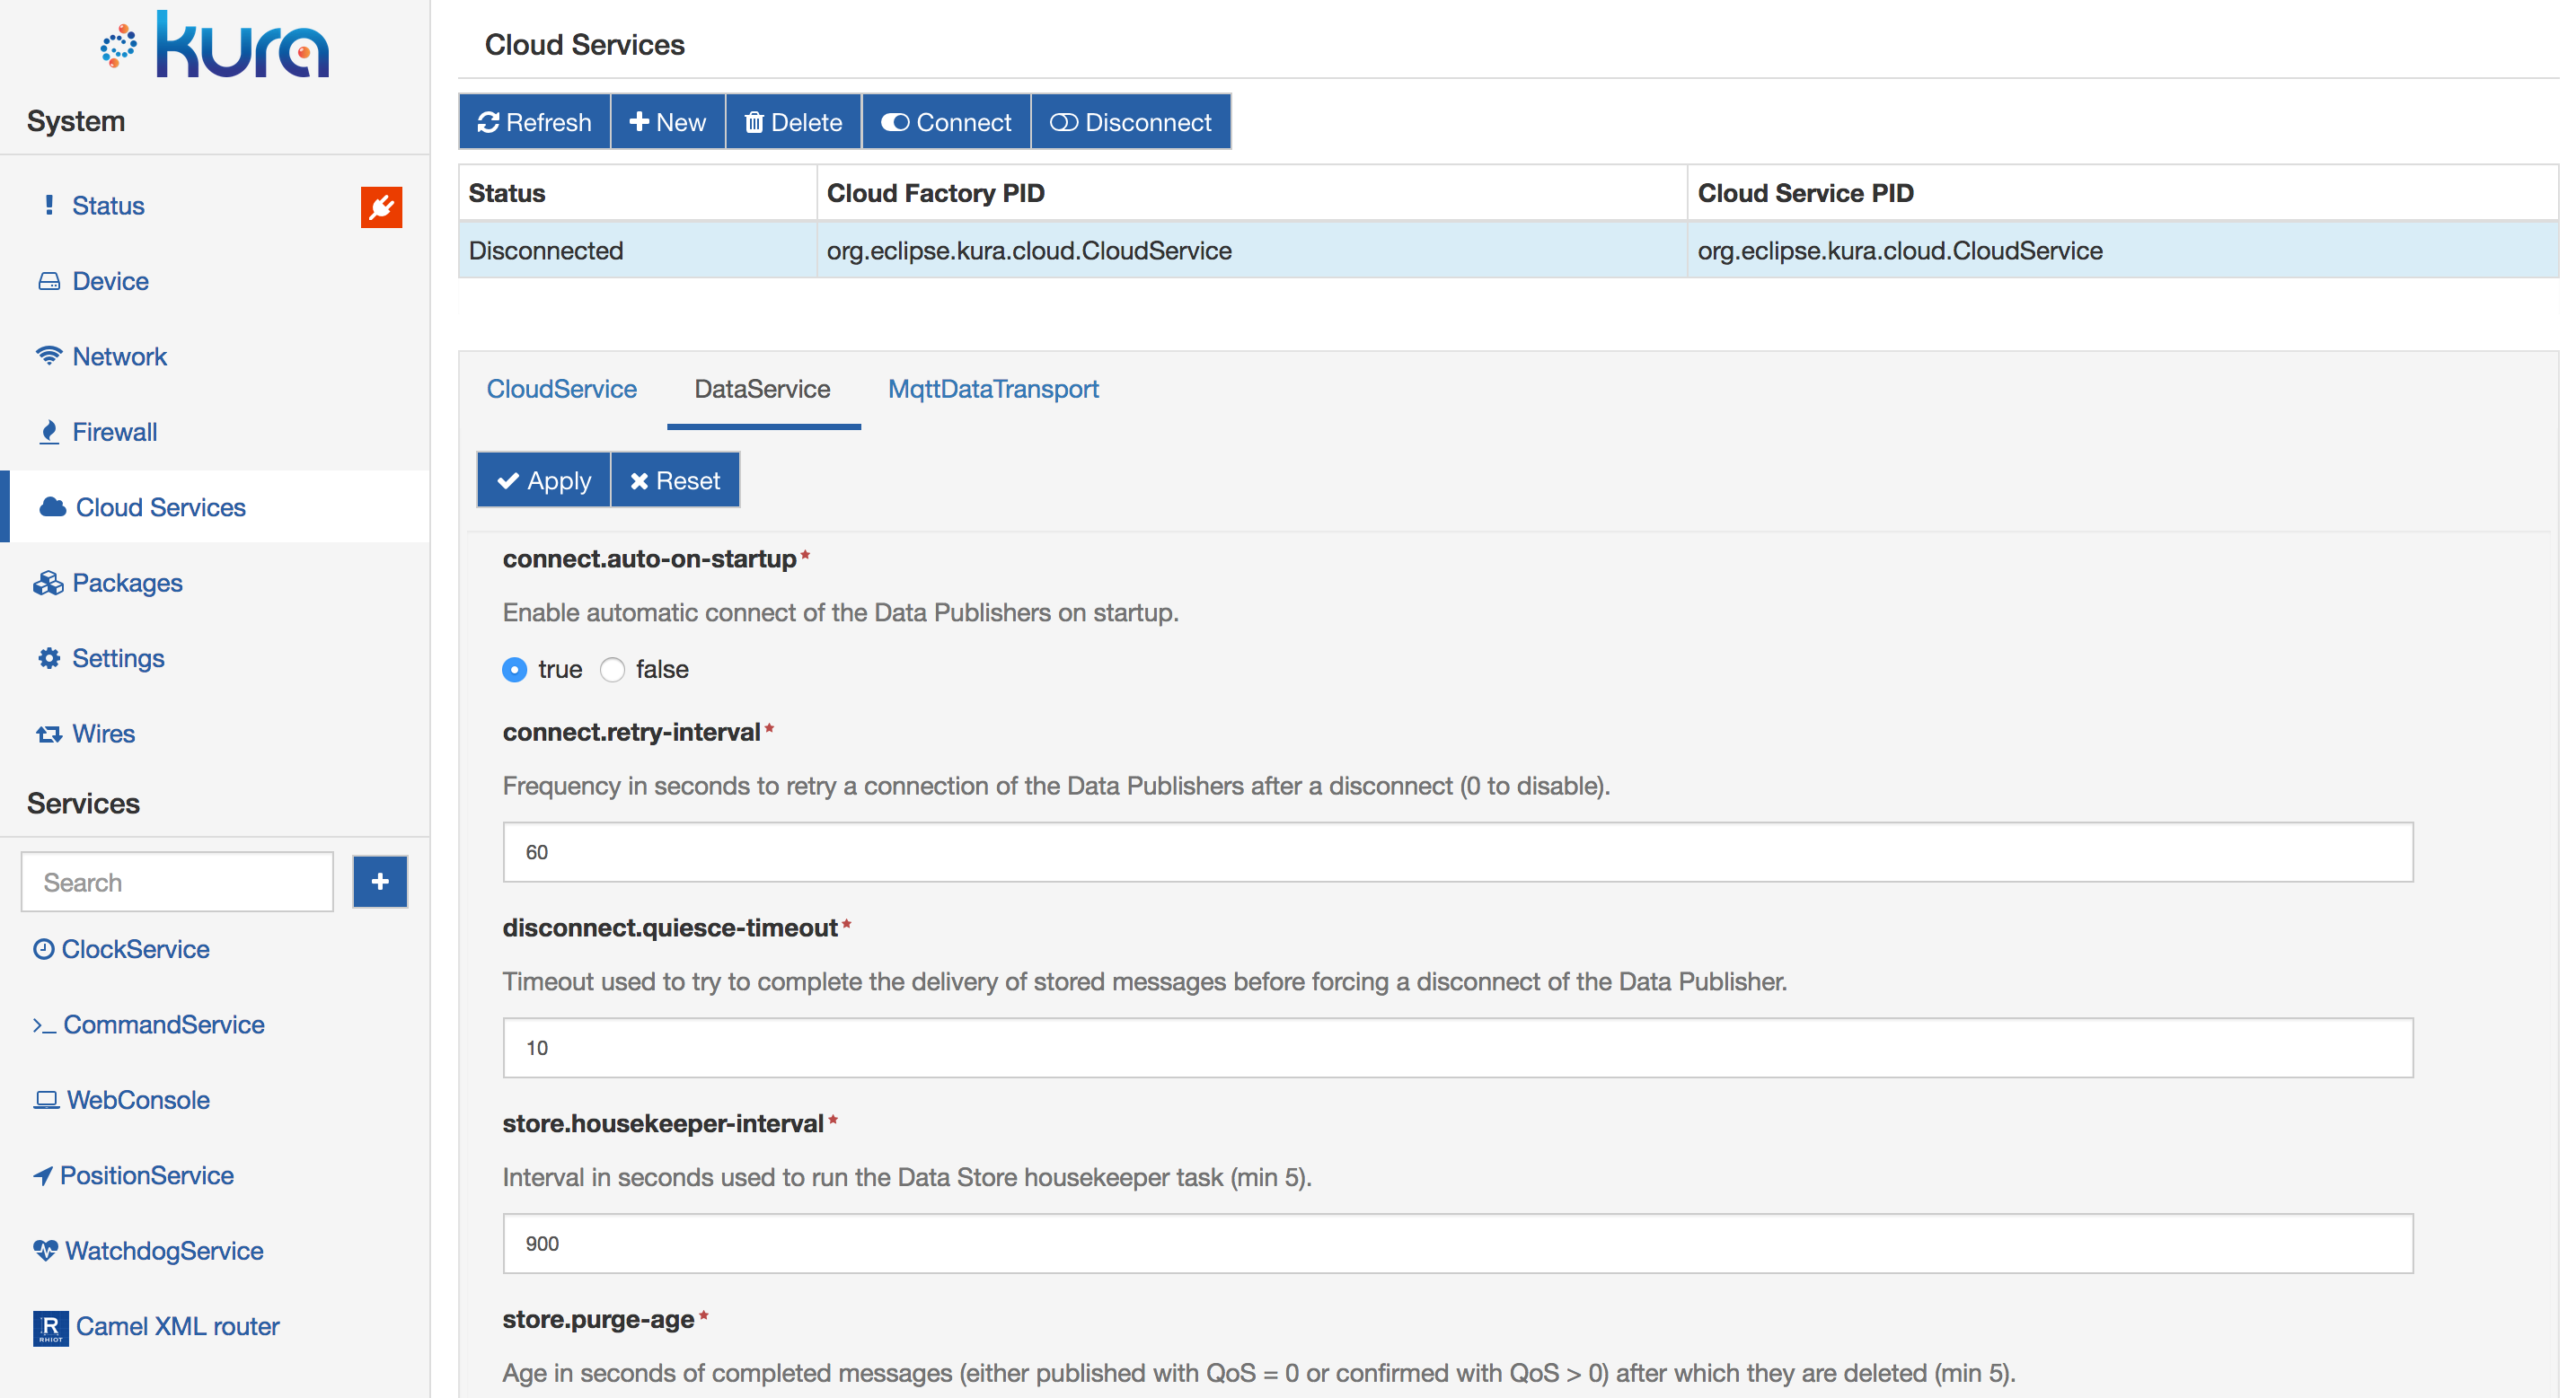 kura
System
Status
Device
Network
Firewall
Cloud Services
Packages
Settings
Wires
Services
Search
ClockService
CommandService
WebConsole
PositionService
WatchdogService
R RHIOT Camel XML router
Cloud Services
Refresh New Delete Connect Disconnect
Status Cloud Factory PID Cloud Service PID
Disconnected org.eclipse.kura.cloud.CloudService org.eclipse.kura.cloud.CloudService
CloudService DataService MqttDataTransport
Apply Reset
connect.auto-on-startup*
Enable automatic connect of the Data Publishers on startup.
true false
connect.retry-interval*
Frequency in seconds to retry a connection of the Data Publishers after a disconnect (0 to disable).
60
disconnect.quiesce-timeout*
Timeout used to try to complete the delivery of stored messages before forcing a disconnect of the Data Publisher.
10
store.housekeeper-interval*
Interval in seconds used to run the Data Store housekeeper task (min 5).
900
store.purge-age*
Age in seconds of completed messages (either published with QoS = 0 or confirmed with QoS > 0) after which they are deleted (min 5).